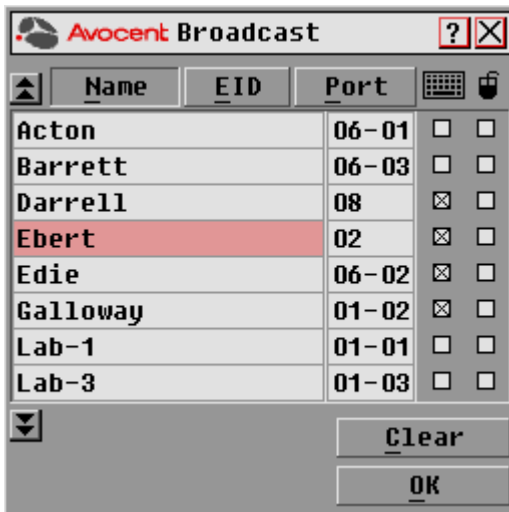 Avocent Broadcast ? X
Name EID Port
Acton 06-01
Barrett 06-03
Darrell 08
Ebert 02
Edie 06-02
Galloway 01-02
Lab-1 01-01
Lab-3 01-03
Clear
OK